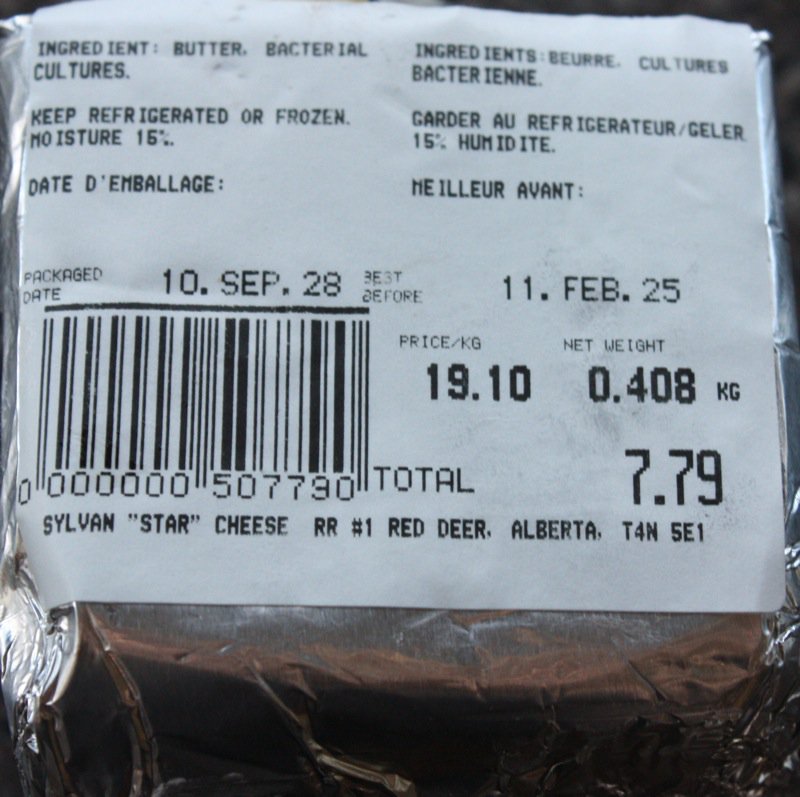 INGREDIENT: BUTTER, BACTERIAL
CULTURES.
KEEP REFRIGERATED OR FROZEN.
MOISTURE 15%.
DATE D'EMBALLAGE:
INGREDIENTS:BEURRE, CULTURES
BACTERIENNE.
GARDER AU REFRIGERATEUR/GELER
15% HUMIDITE.
MEILLEUR AVANT:
PACKAGED
DATE
10. SEP. 28
BEST
BEFORE
11. FEB. 25
PRICE/KG
19.10
NET WEIGHT
0.408 KG
0 000000 507790
TOTAL
7.79
SYLVAN "STAR" CHEESE RR #1 RED DEER, ALBERTA, T4N 5E1